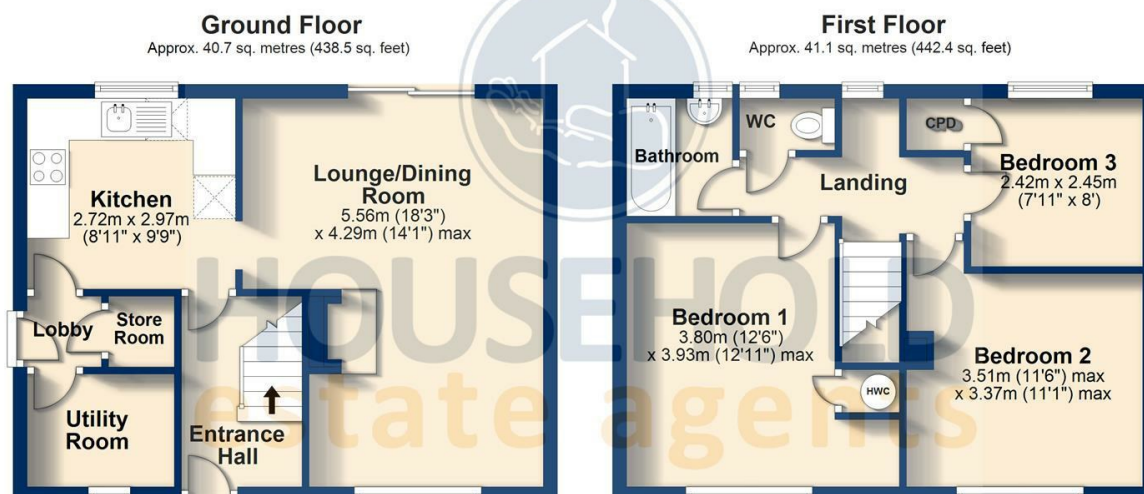 Ground Floor
Approx. 40.7 sq. metres (438.5 sq. feet)
Kitchen
2.72m x 2.97m
(8'11" x 9'9")
Lounge/Dining
Room
5.56m (18'3")
x 4.29m (14'1") max
Lobby
Store
Room
Utility
Room
Entrance
Hall
First Floor
Approx. 41.1 sq. metres (442.4 sq. feet)
Bathroom
WC
Landing
CPD
Bedroom 3
2.42m x 2.45m
(7'11" x 8')
Bedroom 1
3.80m (12'6")
x 3.93m (12'11") max
HWC
Bedroom 2
3.51m (11'6") max
x 3.37m (11'1") max
HOUSEHOLD
estate agents